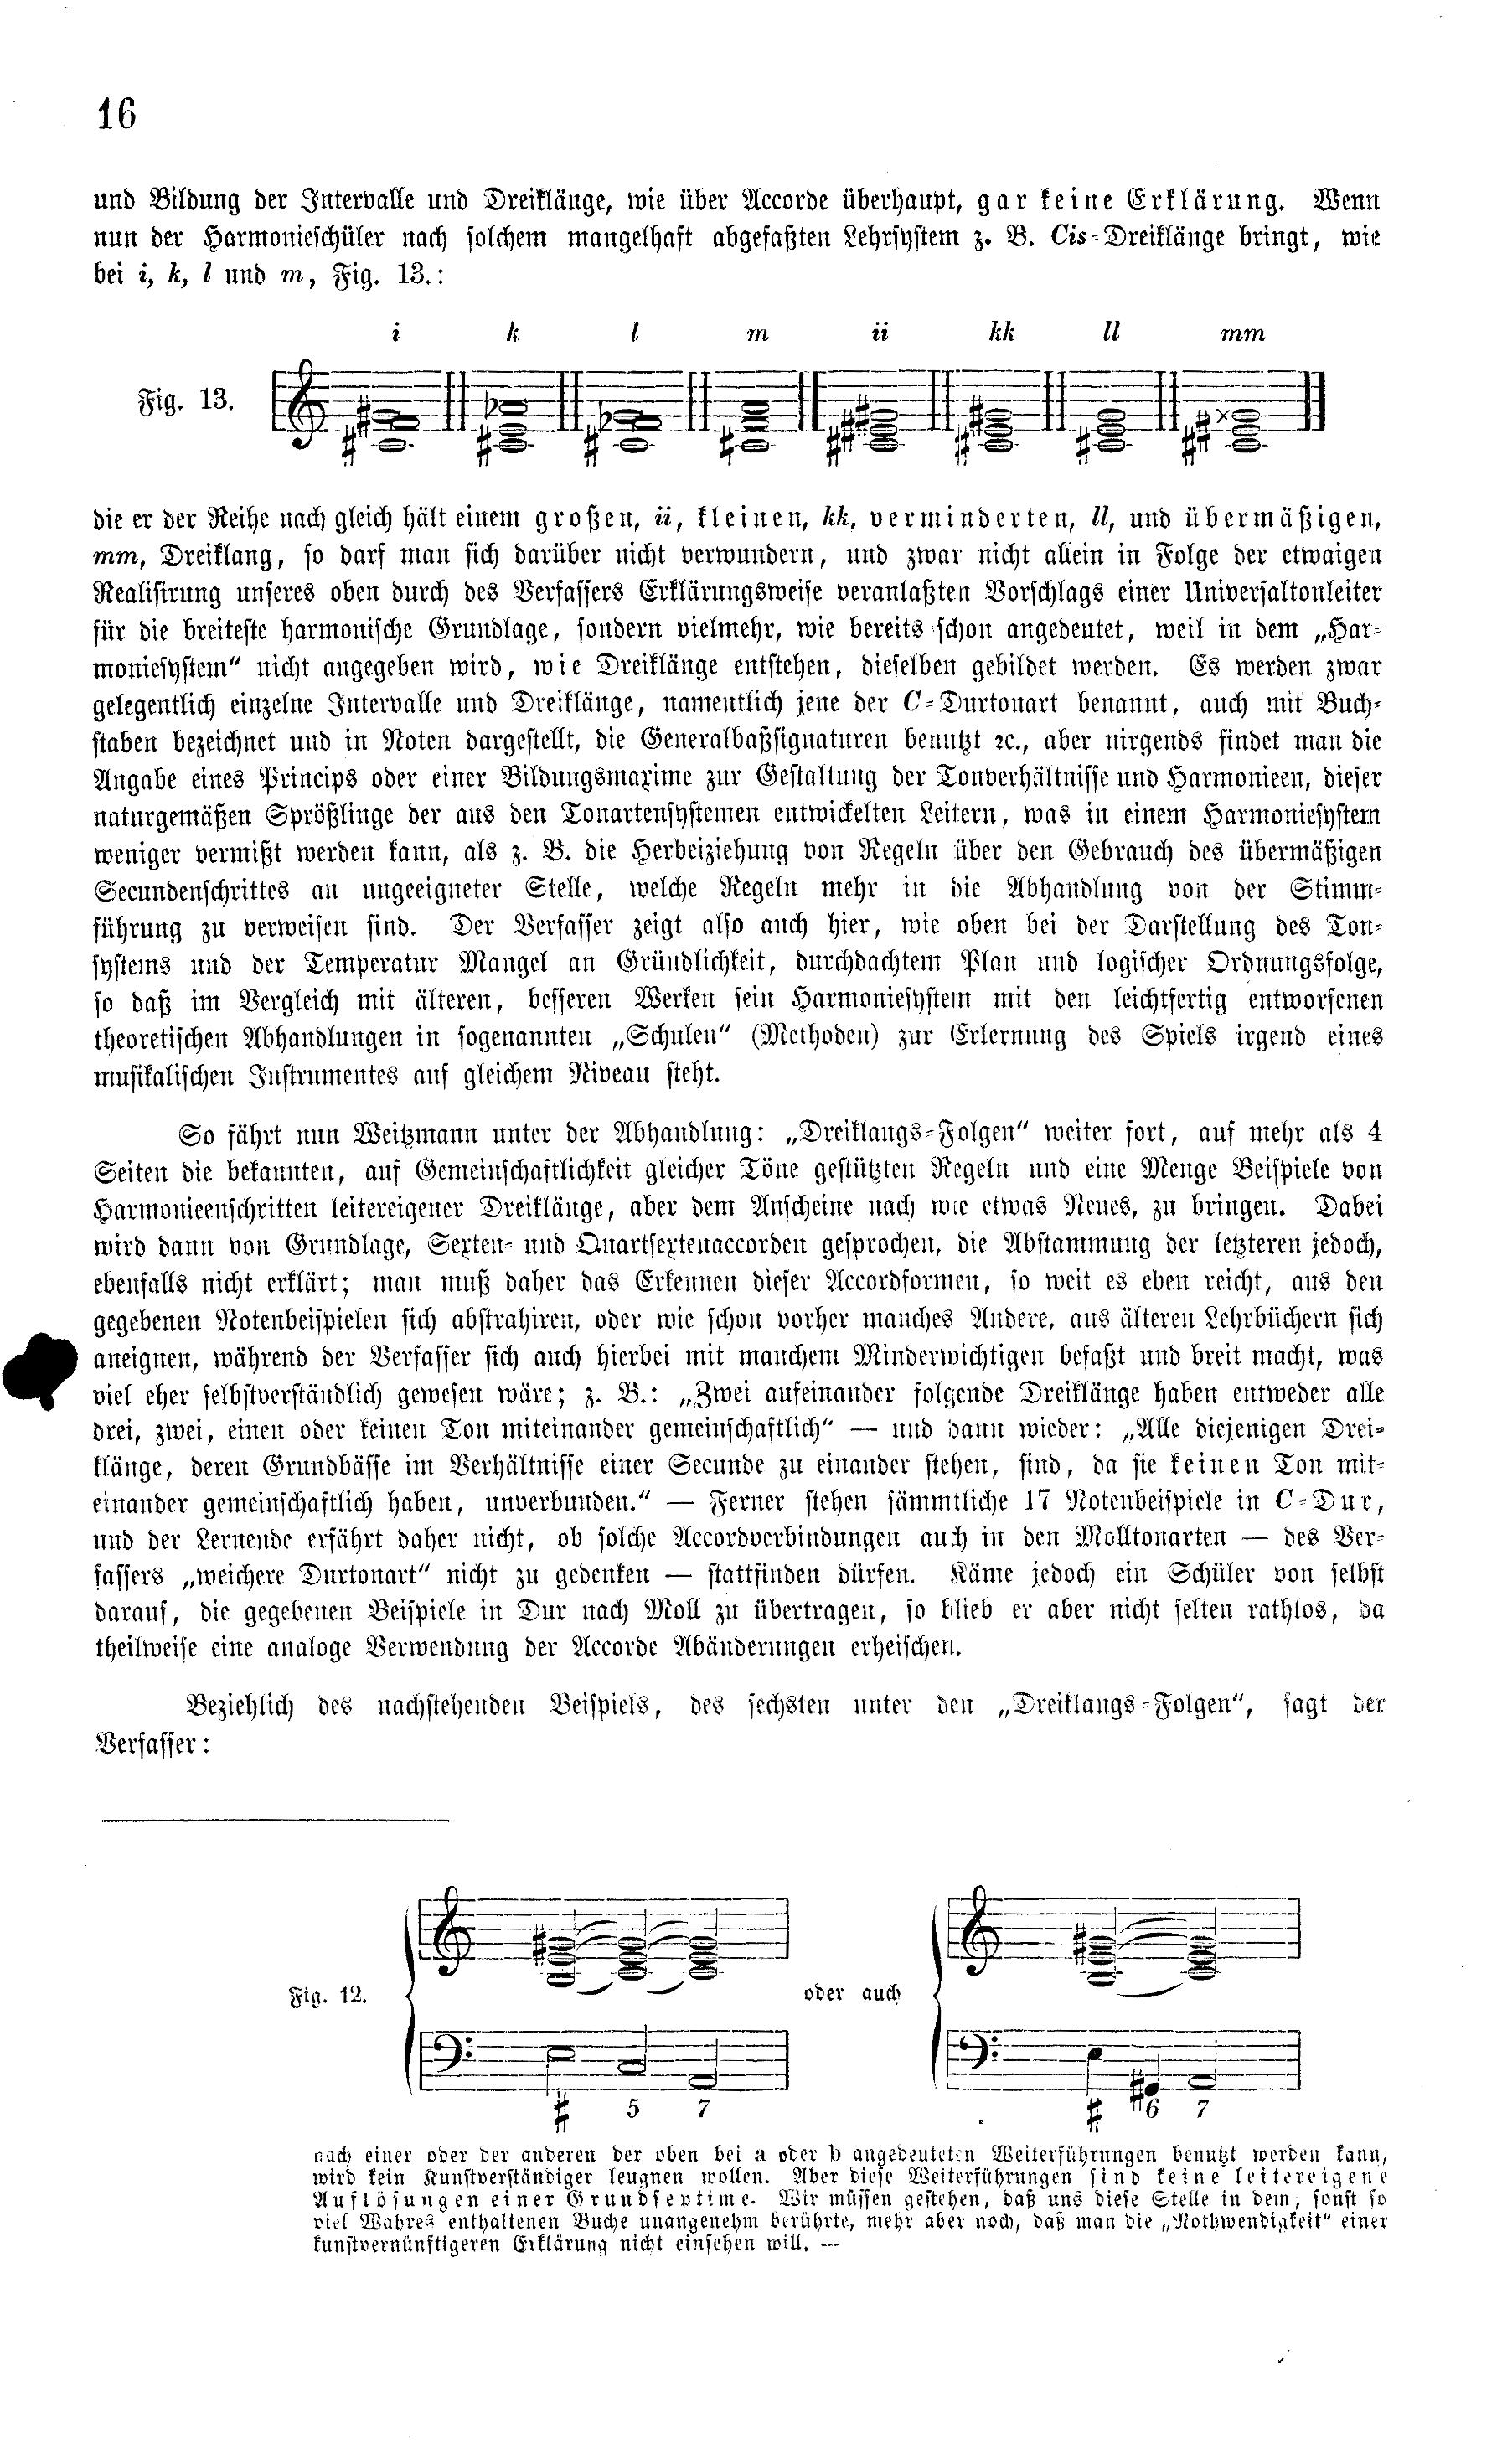 16
und Bildung der Intervalle und Dreiklänge, wie über Accorde überhaupt, gar keine Erklärung. Wenn
nun der Harmonieschüler nach solchem mangelhaft abgefaßten Lehrsystem z. B. Cis-Dreiklänge bringt, wie
bei i, k, l und m, Fig. 13.:
i k l m ii kk ll mm
Fig. 13.
die er der Reihe nach gleich hält einem großen, ii, kleinen, kk, verminderten, ll, und übermäßigen,
mm, Dreiklang, so darf man sich darüber nicht verwundern, und zwar nicht allein in Folge der etwaigen
Realisirung unseres oben durch des Verfassers Erklärungsweise veranlaßten Vorschlags einer Universaltonleiter
für die breiteste harmonische Grundlage, sondern vielmehr, wie bereits schon angedeutet, weil in dem „Har-
moniesystem“ nicht angegeben wird, wie Dreiklänge entstehen, dieselben gebildet werden. Es werden zwar
gelegentlich einzelne Intervalle und Dreiklänge, namentlich jene der C-Durtonart benannt, auch mit Buch-
staben bezeichnet und in Noten dargestellt, die Generalbaßsignaturen benutzt ꝛc., aber nirgends findet man die
Angabe eines Princips oder einer Bildungsmaxime zur Gestaltung der Tonverhältnisse und Harmonieen, dieser
naturgemäßen Sprößlinge der aus den Tonartensystemen entwickelten Leitern, was in einem Harmoniesystem
weniger vermißt werden kann, als z. B. die Herbeiziehung von Regeln über den Gebrauch des übermäßigen
Secundenschrittes an ungeeigneter Stelle, welche Regeln mehr in die Abhandlung von der Stimm-
führung zu verweisen sind. Der Verfasser zeigt also auch hier, wie oben bei der Darstellung des Ton-
systems und der Temperatur Mangel an Gründlichkeit, durchdachtem Plan und logischer Ordnungsfolge,
so daß im Vergleich mit älteren, besseren Werken sein Harmoniesystem mit den leichtfertig entworfenen
theoretischen Abhandlungen in sogenannten „Schulen“ (Methoden) zur Erlernung des Spiels irgend eines
musikalischen Instrumentes auf gleichem Niveau steht.
So fährt nun Weitzmann unter der Abhandlung: „Dreiklangs-Folgen“ weiter fort, auf mehr als 4
Seiten die bekannten, auf Gemeinschaftlichkeit gleicher Töne gestützten Regeln und eine Menge Beispiele von
Harmonieenschritten leitereigener Dreiklänge, aber dem Anscheine nach wie etwas Neues, zu bringen. Dabei
wird dann von Grundlage, Sexten- und Quartsextenaccorden gesprochen, die Abstammung der letzteren jedoch,
ebenfalls nicht erklärt; man muß daher das Erkennen dieser Accordformen, so weit es eben reicht, aus den
gegebenen Notenbeispielen sich abstrahiren, oder wie schon vorher manches Andere, aus älteren Lehrbüchern sich
aneignen, während der Verfasser sich auch hierbei mit manchem Minderwichtigen befaßt und breit macht, was
viel eher selbstverständlich gewesen wäre; z. B.: „Zwei aufeinander folgende Dreiklänge haben entweder alle
drei, zwei, einen oder keinen Ton miteinander gemeinschaftlich“ — und dann wieder: „Alle diejenigen Drei-
klänge, deren Grundbässe im Verhältnisse einer Secunde zu einander stehen, sind, da sie keinen Ton mit-
einander gemeinschaftlich haben, unverbunden.“ — Ferner stehen sämmtliche 17 Notenbeispiele in C-Dur,
und der Lernende erfährt daher nicht, ob solche Accordverbindungen auch in den Molltonarten — des Ver-
fassers „weichere Durtonart“ nicht zu gedenken — stattfinden dürfen. Käme jedoch ein Schüler von selbst
darauf, die gegebenen Beispiele in Dur nach Moll zu übertragen, so blieb er aber nicht selten rathlos, da
theilweise eine analoge Verwendung der Accorde Abänderungen erheischen.
Beziehlich des nachstehenden Beispiels, des sechsten unter den „Dreiklangs-Folgen“, sagt der
Verfasser:
Fig. 12. oder auch
# 5 7 # 6 7
nach einer oder der anderen der oben bei a oder b angedeuteten Weiterführungen benutzt werden kann,
wird kein Kunstverständiger leugnen wollen. Aber diese Weiterführungen sind keine leitereigene
Auflösungen einer Grundseptime. Wir müssen gestehen, daß uns diese Stelle in dem, sonst so
viel Wahres enthaltenen Buche unangenehm berührte, mehr aber noch, daß man die „Nothwendigkeit“ einer
kunstvernünftigeren Erklärung nicht einsehen will. —